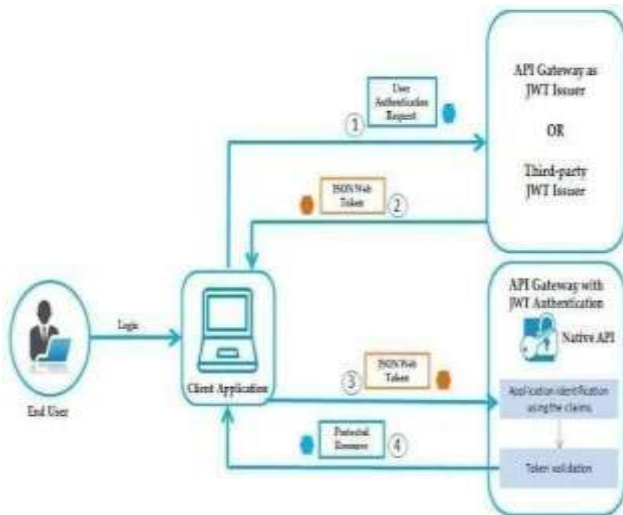 API Gateway as
JWT Issuer
OR
Third-party
JWT Issuer
User
Authentication
Request
1
JSON Web
Token
2
API Gateway with
JWT Authentication
Native API
Login
Client Application
End User
JSON Web
Token
3
Application identification
using the claims
Protected
Resource
4
Token validation